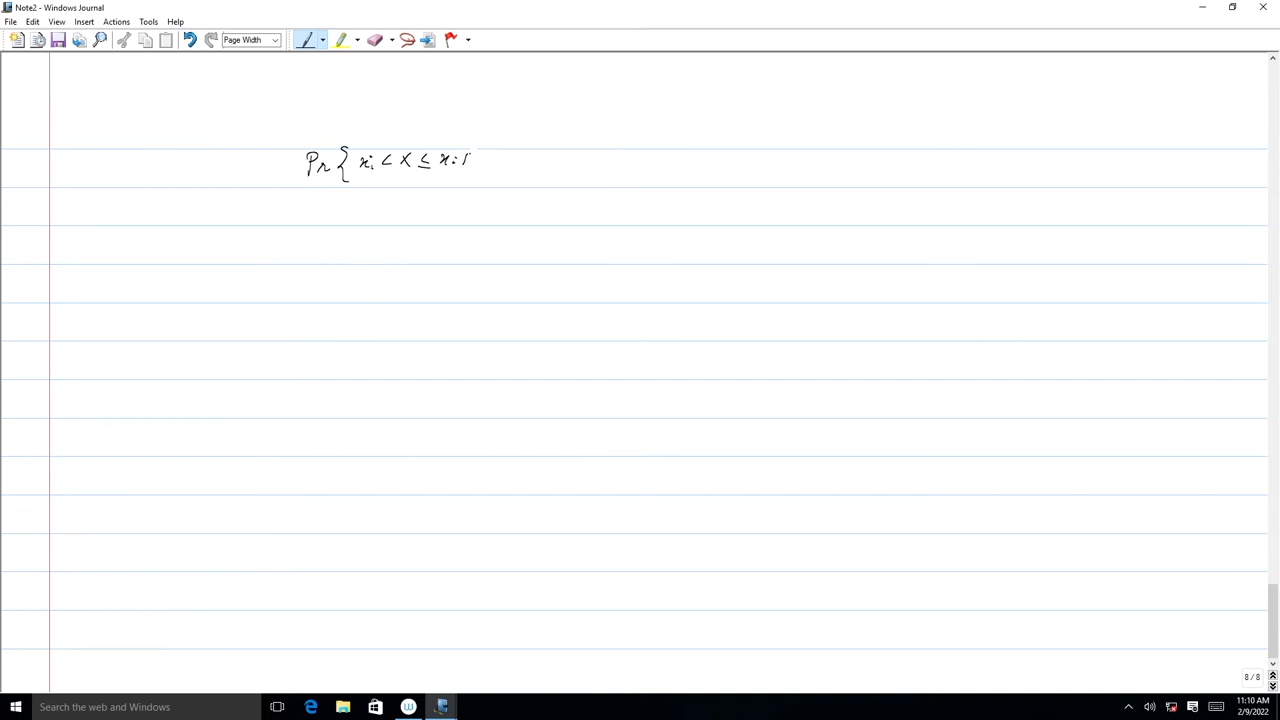 Note2 - Windows Journal
File Edit View Insert Actions Tools Help
Page Width
Pr { xi < X ≤ xi
8 / 8
Search the web and Windows
11:10 AM
2/9/2022